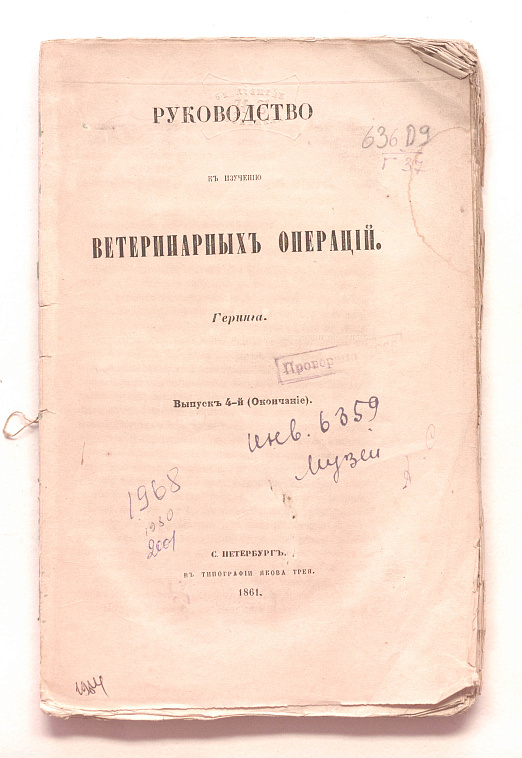 РУКОВОДСТВО
636.09
Г 37
КЪ ИЗУЧЕНІЮ
ВЕТЕРИНАРНЫХЪ ОПЕРАЦІЙ.
Геринга.
Выпускъ 4-й (Окончаніе).
инв. 6359
Музей
1968
1980
2001
С. ПЕТЕРБУРГЪ.
ВЪ ТИПОГРАФІИ ЯКОВА ТРЕЯ.
1861.
1984